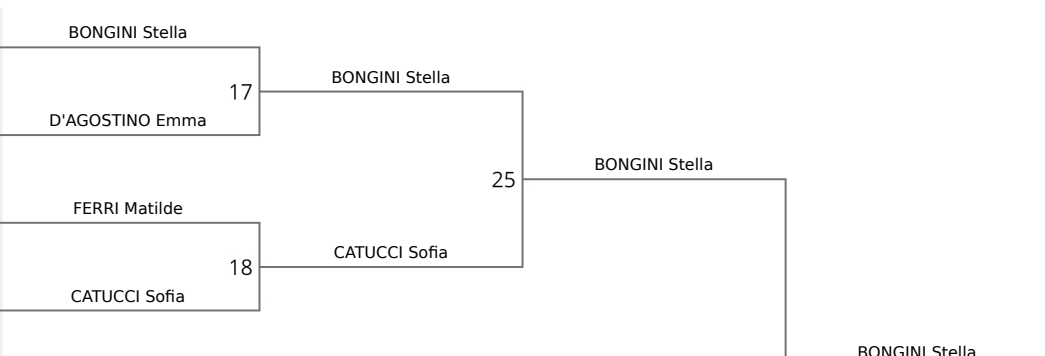 BONGINI Stella
BONGINI Stella
17
D'AGOSTINO Emma
BONGINI Stella
25
FERRI Matilde
CATUCCI Sofia
18
CATUCCI Sofia
BONGINI Stella